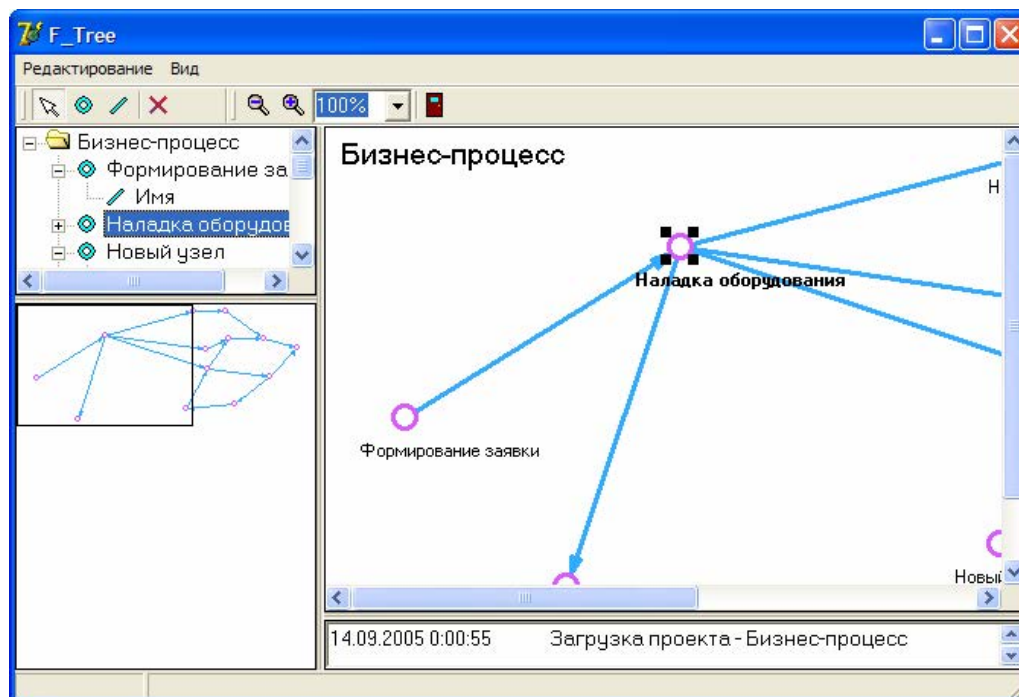 F_Tree
Редактирование Вид
100%
Бизнес-процесс
Формирование за
Имя
Наладка оборудов
Новый узел
Бизнес-процесс
Н
Наладка оборудования
Формирование заявки
Новый
14.09.2005 0:00:55 Загрузка проекта - Бизнес-процесс